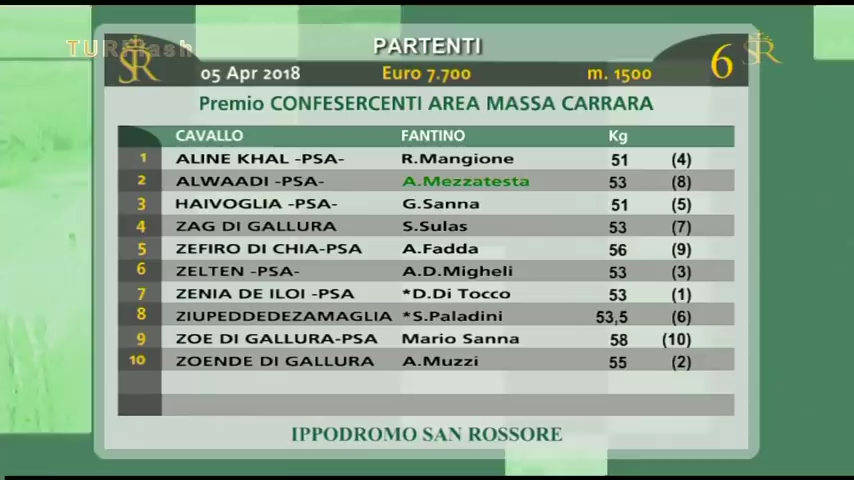 TURflash
PARTENTI
SR 05 Apr 2018 Euro 7.700 m. 1500 6 SR
Premio CONFESERCENTI AREA MASSA CARRARA
CAVALLO FANTINO Kg
1 ALINE KHAL -PSA- R.Mangione 51 (4)
2 ALWAADI -PSA- A.Mezzatesta 53 (8)
3 HAIVOGLIA -PSA- G.Sanna 51 (5)
4 ZAG DI GALLURA S.Sulas 53 (7)
5 ZEFIRO DI CHIA-PSA A.Fadda 56 (9)
6 ZELTEN -PSA- A.D.Migheli 53 (3)
7 ZENIA DE ILOI -PSA *D.Di Tocco 53 (1)
8 ZIUPEDDEDEZAMAGLIA *S.Paladini 53,5 (6)
9 ZOE DI GALLURA-PSA Mario Sanna 58 (10)
10 ZOENDE DI GALLURA A.Muzzi 55 (2)
IPPODROMO SAN ROSSORE